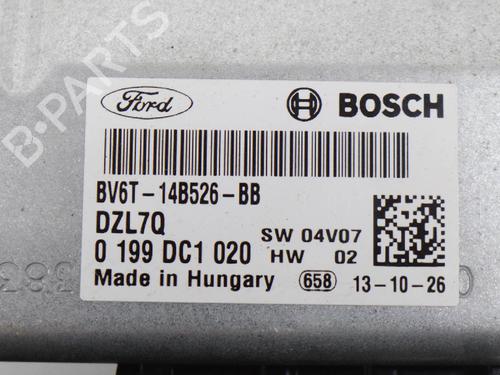 B-PARTS
Ford BOSCH
BV6T-14B526-BB
DZL7Q
0 199 DC1 020 SW 04V07
HW 02
Made in Hungary 658 13-10-26